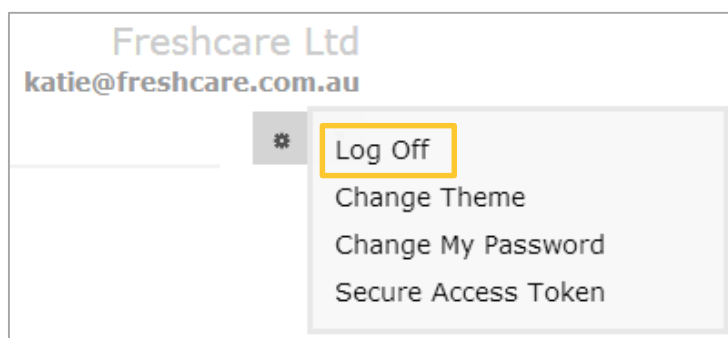 Freshcare Ltd
katie@freshcare.com.au
Log Off
Change Theme
Change My Password
Secure Access Token